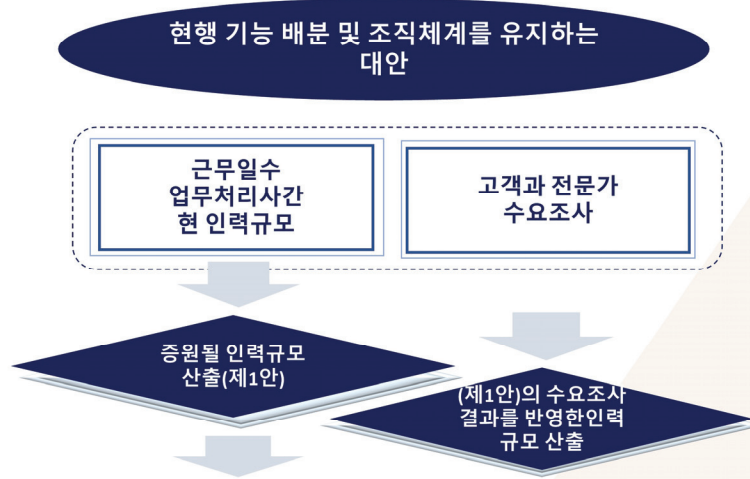 현행 기능 배분 및 조직체계를 유지하는
대안
근무일수
업무처리사간
현 인력규모
고객과 전문가
수요조사
증원될 인력규모
산출(제1안)
(제1안)의 수요조사
결과를 반영한인력
규모 산출